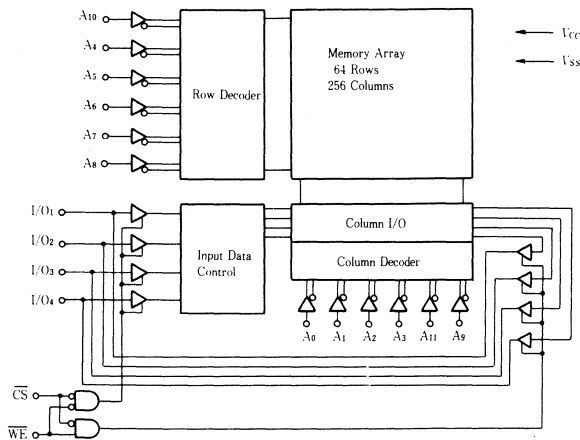 A10
A4
A5
A6
A7
A8
Row Decoder
Memory Array
64 Rows
256 Columns
Vcc
Vss
I/O1
I/O2
I/O3
I/O4
Input Data
Control
Column I/O
Column Decoder
A0
A1
A2
A3
A11
A9
CS
WE